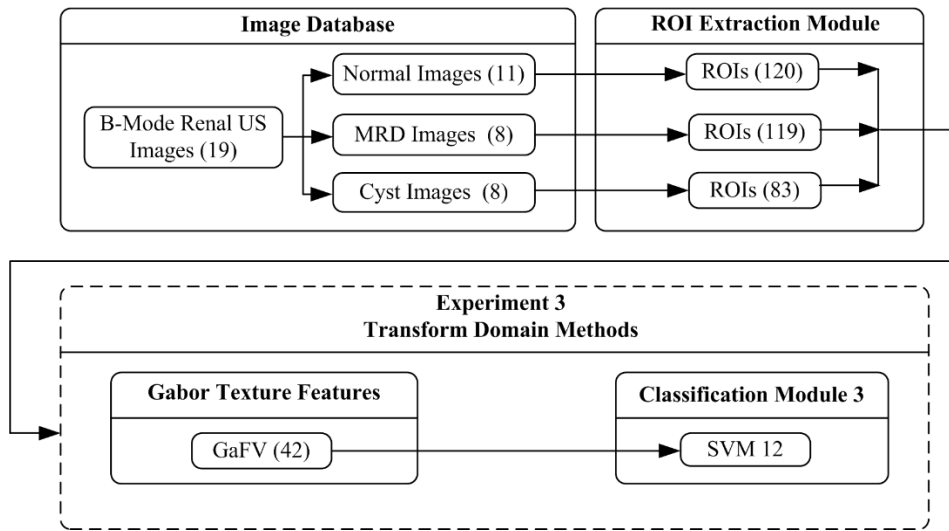 Image Database
ROI Extraction Module
Normal Images (11)
ROIs (120)
B-Mode Renal US
Images (19)
MRD Images (8)
ROIs (119)
Cyst Images (8)
ROIs (83)
Experiment 3
Transform Domain Methods
Gabor Texture Features
Classification Module 3
GaFV (42)
SVM 12